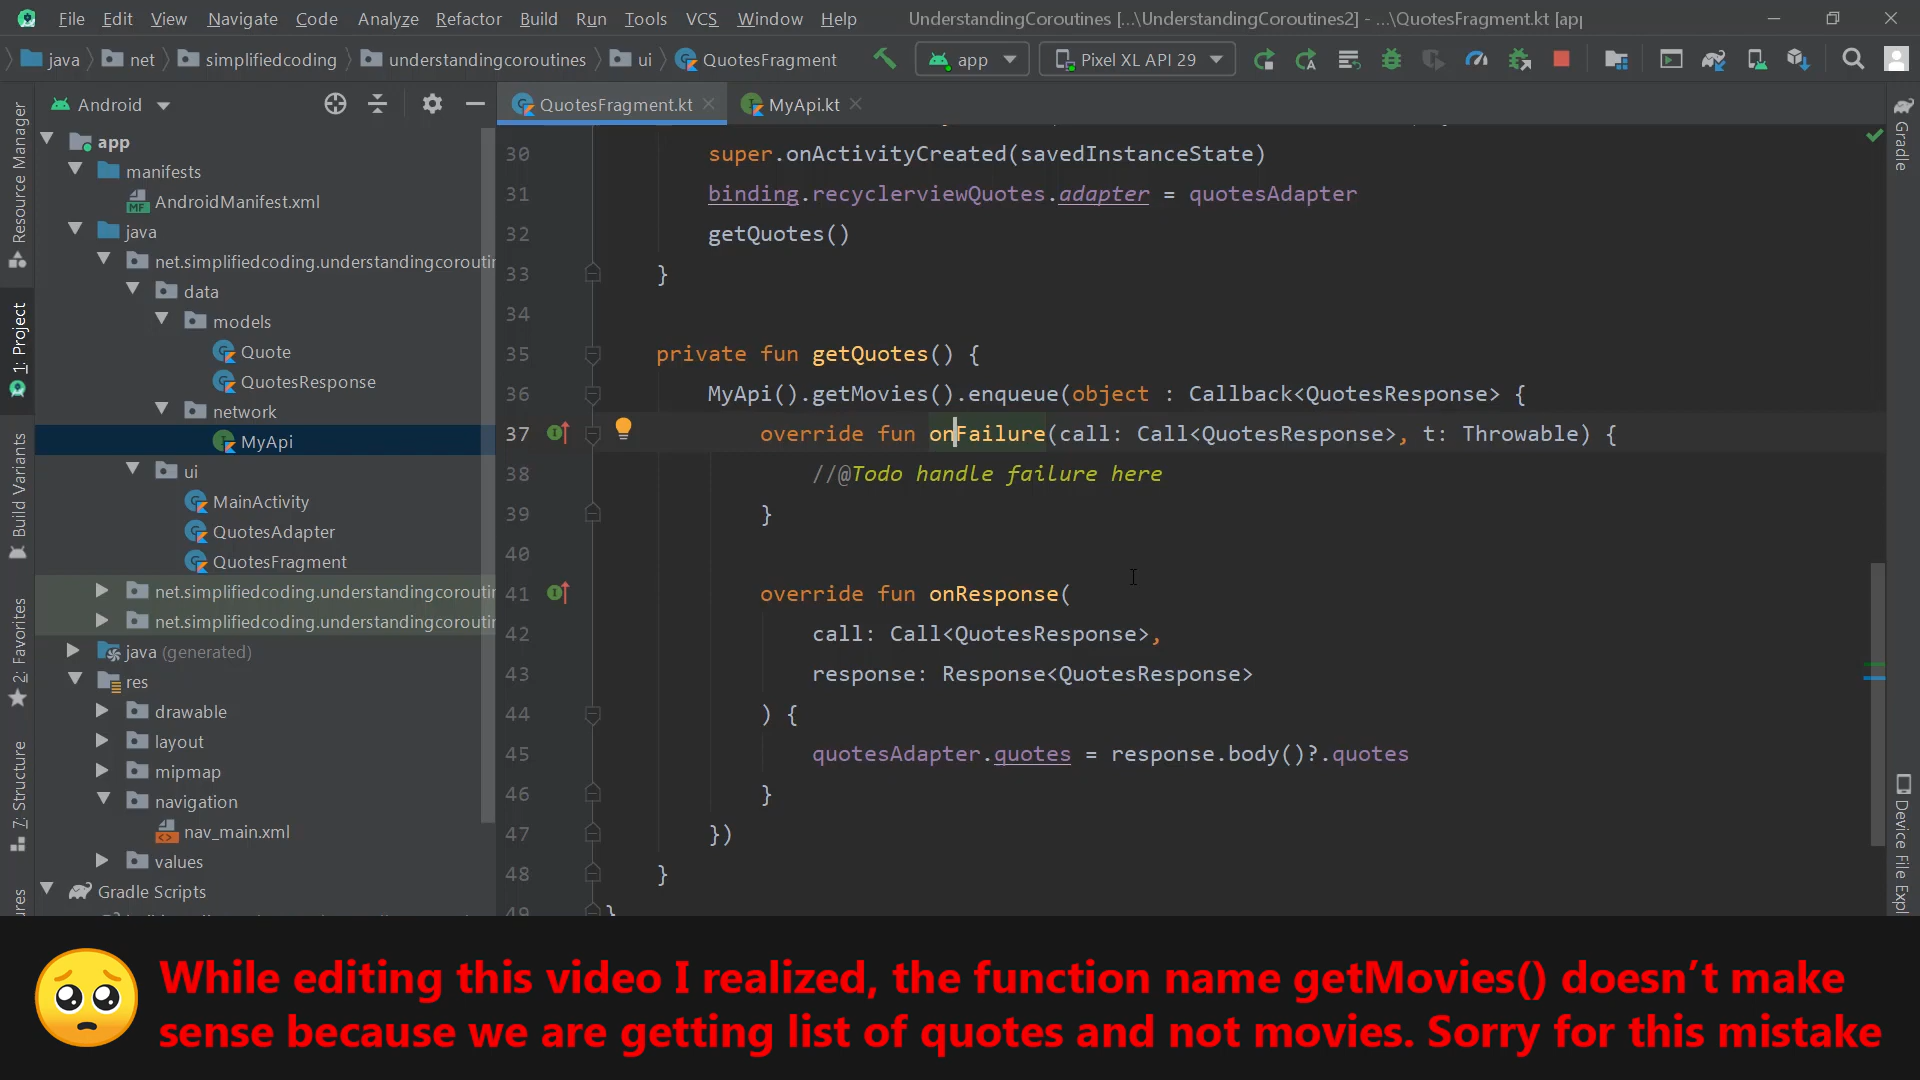 File Edit View Navigate Code Analyze Refactor Build Run Tools VCS Window Help UnderstandingCoroutines [...\UnderstandingCoroutines2] - ...\QuotesFragment.kt [app
java net simplifiedcoding understandingcoroutines ui QuotesFragment app Pixel XL API 29
Android
QuotesFragment.kt MyApi.kt
Resource Manager
1: Project
Build Variants
2: Favorites
7: Structure
app
manifests
AndroidManifest.xml
java
net.simplifiedcoding.understandingcoroutin
data
models
Quote
QuotesResponse
network
MyApi
ui
MainActivity
QuotesAdapter
QuotesFragment
net.simplifiedcoding.understandingcoroutin
net.simplifiedcoding.understandingcoroutin
java (generated)
res
drawable
layout
mipmap
navigation
nav_main.xml
values
Gradle Scripts
30 super.onActivityCreated(savedInstanceState)
31 binding.recyclerviewQuotes.adapter = quotesAdapter
32 getQuotes()
33 }
34
35 private fun getQuotes() {
36 MyApi().getMovies().enqueue(object : Callback<QuotesResponse> {
37 override fun onFailure(call: Call<QuotesResponse>, t: Throwable) {
38 //@Todo handle failure here
39 }
40
41 override fun onResponse(
42 call: Call<QuotesResponse>,
43 response: Response<QuotesResponse>
44 ) {
45 quotesAdapter.quotes = response.body()?.quotes
46 }
47 })
48 }
49 }
Gradle
Device File Expl
While editing this video I realized, the function name getMovies() doesn’t make
sense because we are getting list of quotes and not movies. Sorry for this mistake